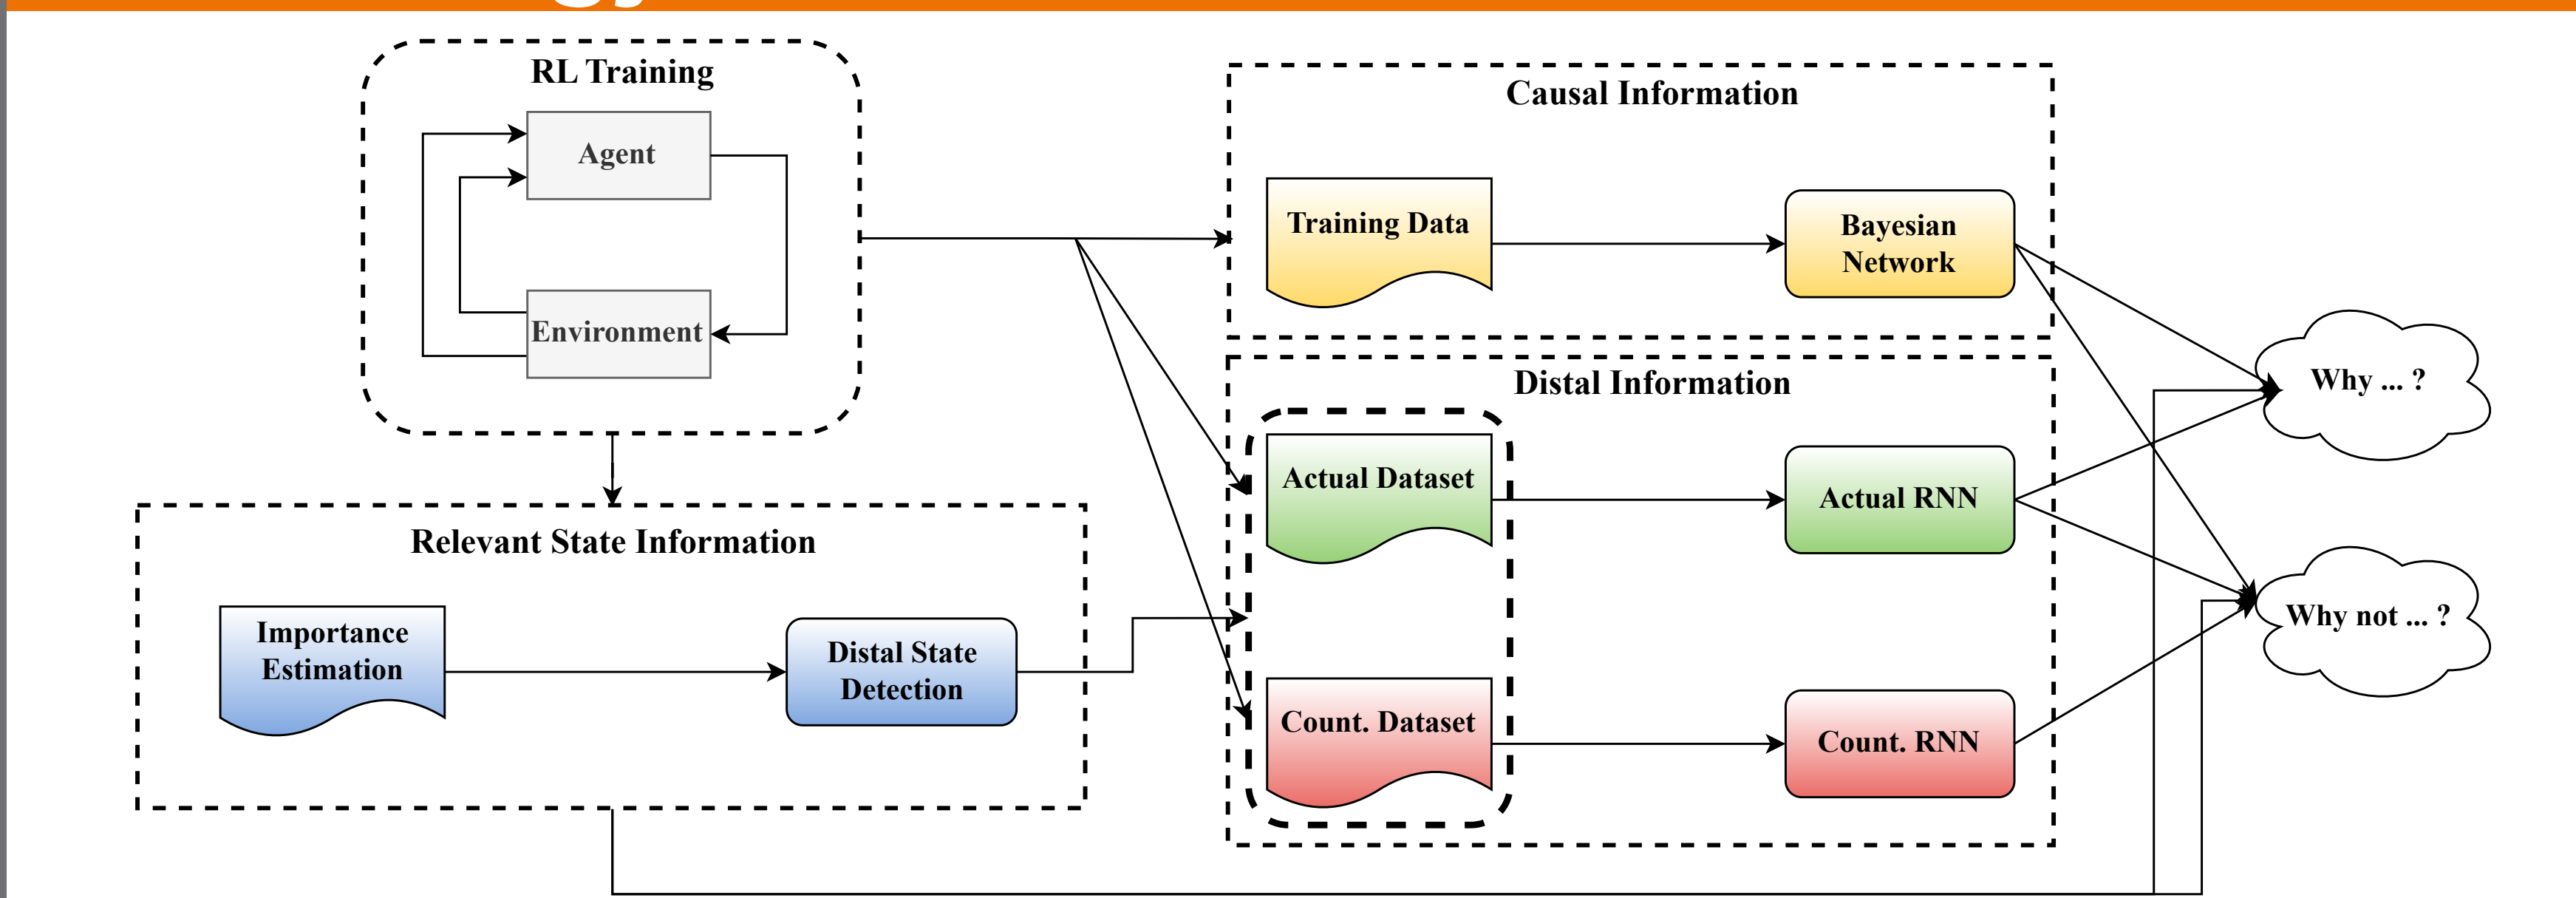 RL Training
Agent
Environment
Causal Information
Training Data
Bayesian
Network
Distal Information
Actual Dataset
Actual RNN
Count. Dataset
Count. RNN
Relevant State Information
Importance
Estimation
Distal State
Detection
Why ... ?
Why not ... ?